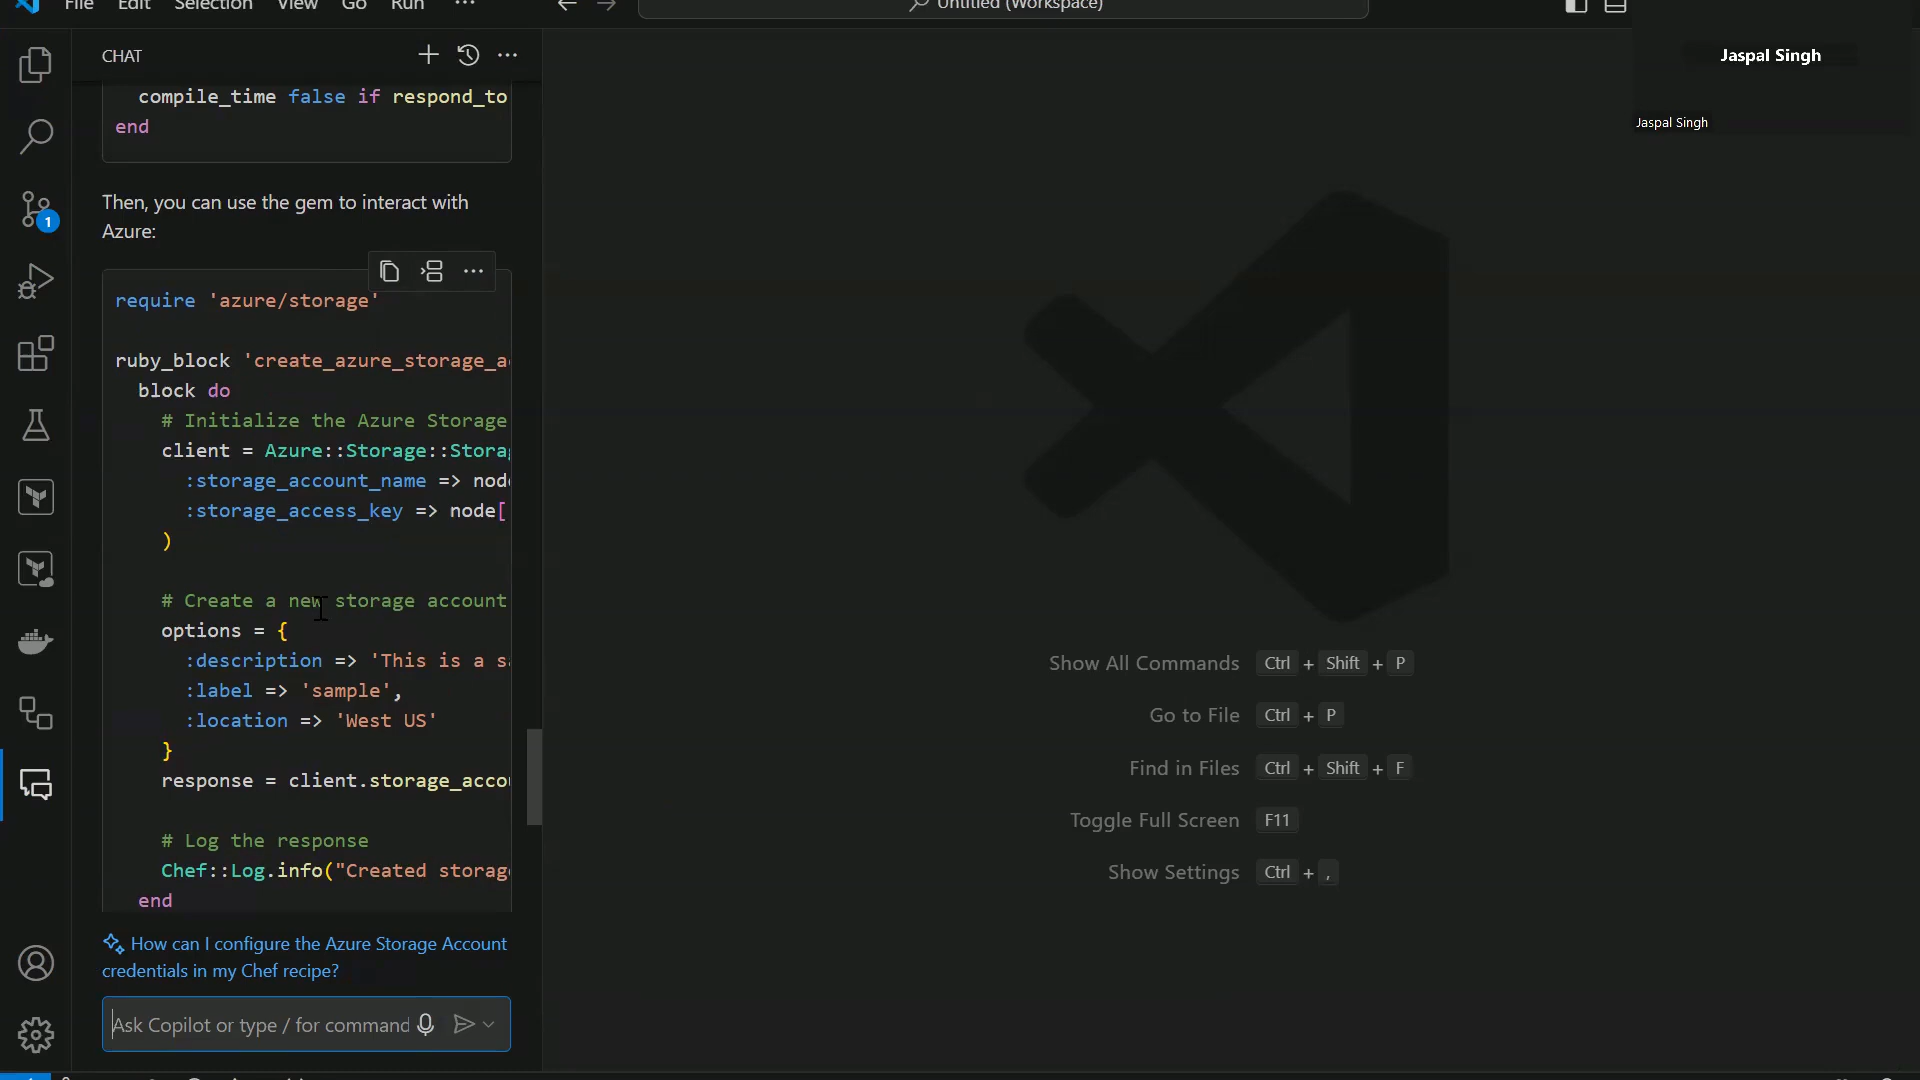 File Edit Selection View Go Run ···
Untitled (Workspace)
Jaspal Singh
Jaspal Singh
CHAT
compile_time false if respond_to
end
Then, you can use the gem to interact with
Azure:
require 'azure/storage'
ruby_block 'create_azure_storage_a
block do
# Initialize the Azure Storage
client = Azure::Storage::Storag
:storage_account_name => node
:storage_access_key => node[
)
# Create a new storage account
options = {
:description => 'This is a sa
:label => 'sample',
:location => 'West US'
}
response = client.storage_accou
# Log the response
Chef::Log.info("Created storage
end
How can I configure the Azure Storage Account
credentials in my Chef recipe?
Ask Copilot or type / for command
1
Show All Commands Ctrl + Shift + P
Go to File Ctrl + P
Find in Files Ctrl + Shift + F
Toggle Full Screen F11
Show Settings Ctrl + ,